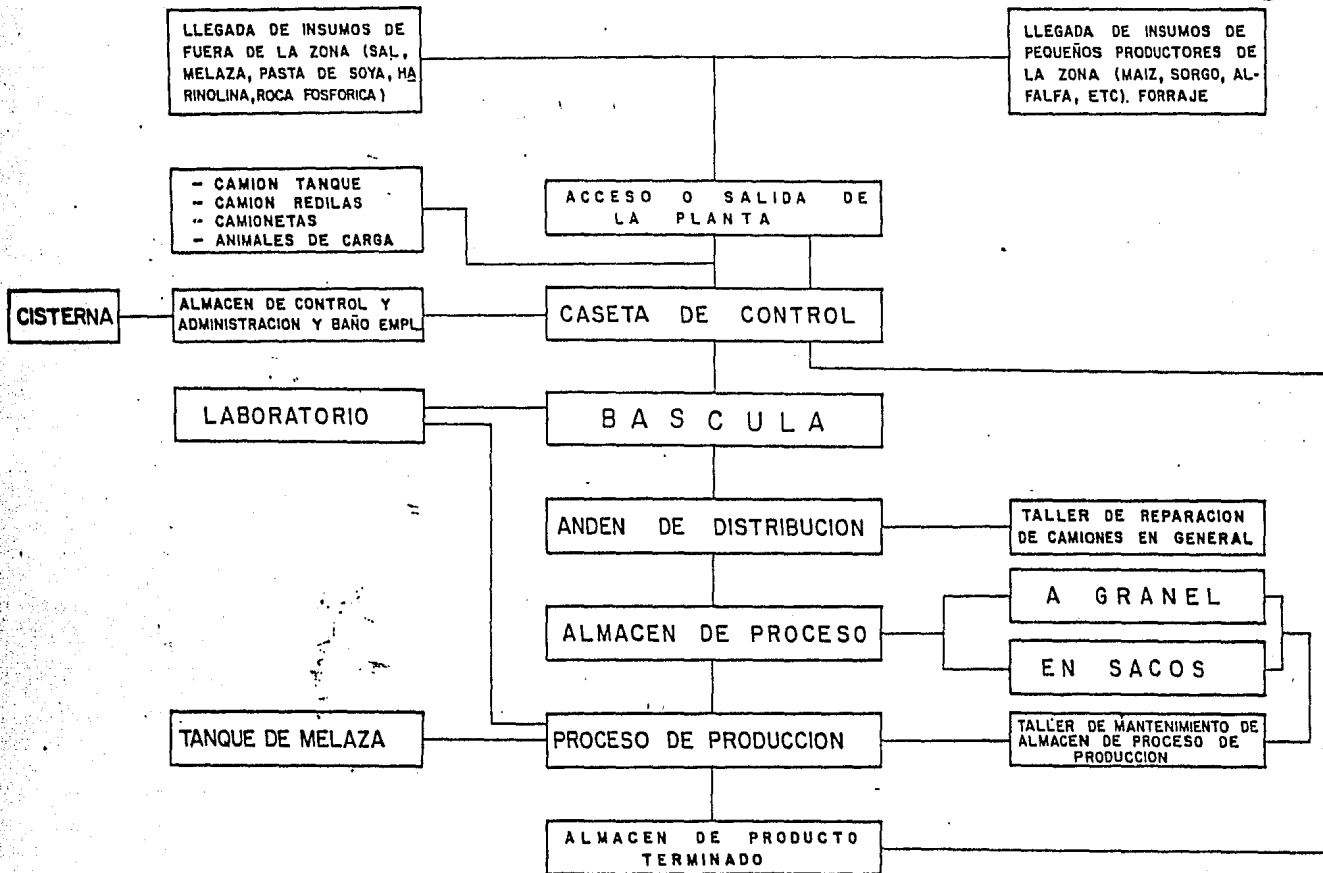 LLEGADA DE INSUMOS DE
FUERA DE LA ZONA (SAL,
MELAZA, PASTA DE SOYA, HA
RINOLINA, ROCA FOSFORICA)
LLEGADA DE INSUMOS DE
PEQUEÑOS PRODUCTORES DE
LA ZONA (MAIZ, SORGO, AL-
FALFA, ETC). FORRAJE
- CAMION TANQUE
- CAMION REDILAS
- CAMIONETAS
- ANIMALES DE CARGA
ACCESO O SALIDA DE
LA PLANTA
CISTERNA
ALMACEN DE CONTROL Y
ADMINISTRACION Y BAÑO EMPL.
CASETA DE CONTROL
LABORATORIO
BASCULA
ANDEN DE DISTRIBUCION
TALLER DE REPARACION
DE CAMIONES EN GENERAL
ALMACEN DE PROCESO
A GRANEL
EN SACOS
TANQUE DE MELAZA
PROCESO DE PRODUCCION
TALLER DE MANTENIMIENTO DE
ALMACEN DE PROCESO DE
PRODUCCION
ALMACEN DE PRODUCTO
TERMINADO